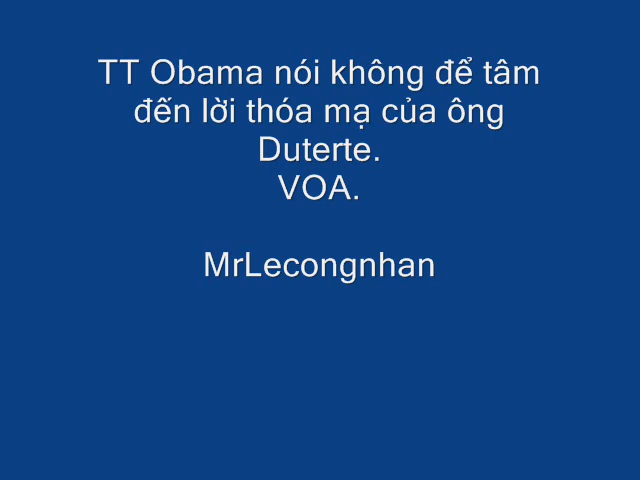 TT Obama nói không để tâm
đến lời thóa mạ của ông
Duterte.
VOA.
MrLecongnhan